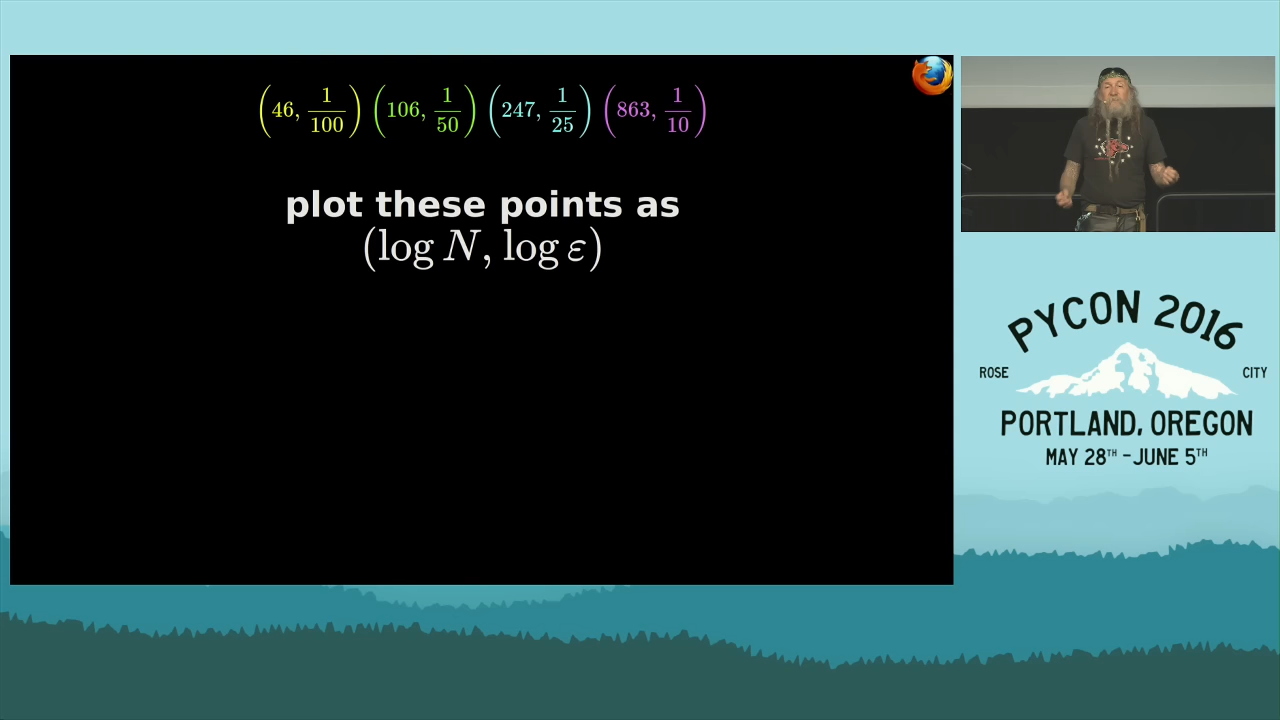 (46, 1/100) (106, 1/50) (247, 1/25) (863, 1/10)
plot these points as
(log N, log ε)
PYCON 2016
ROSE CITY
PORTLAND, OREGON
MAY 28TH - JUNE 5TH